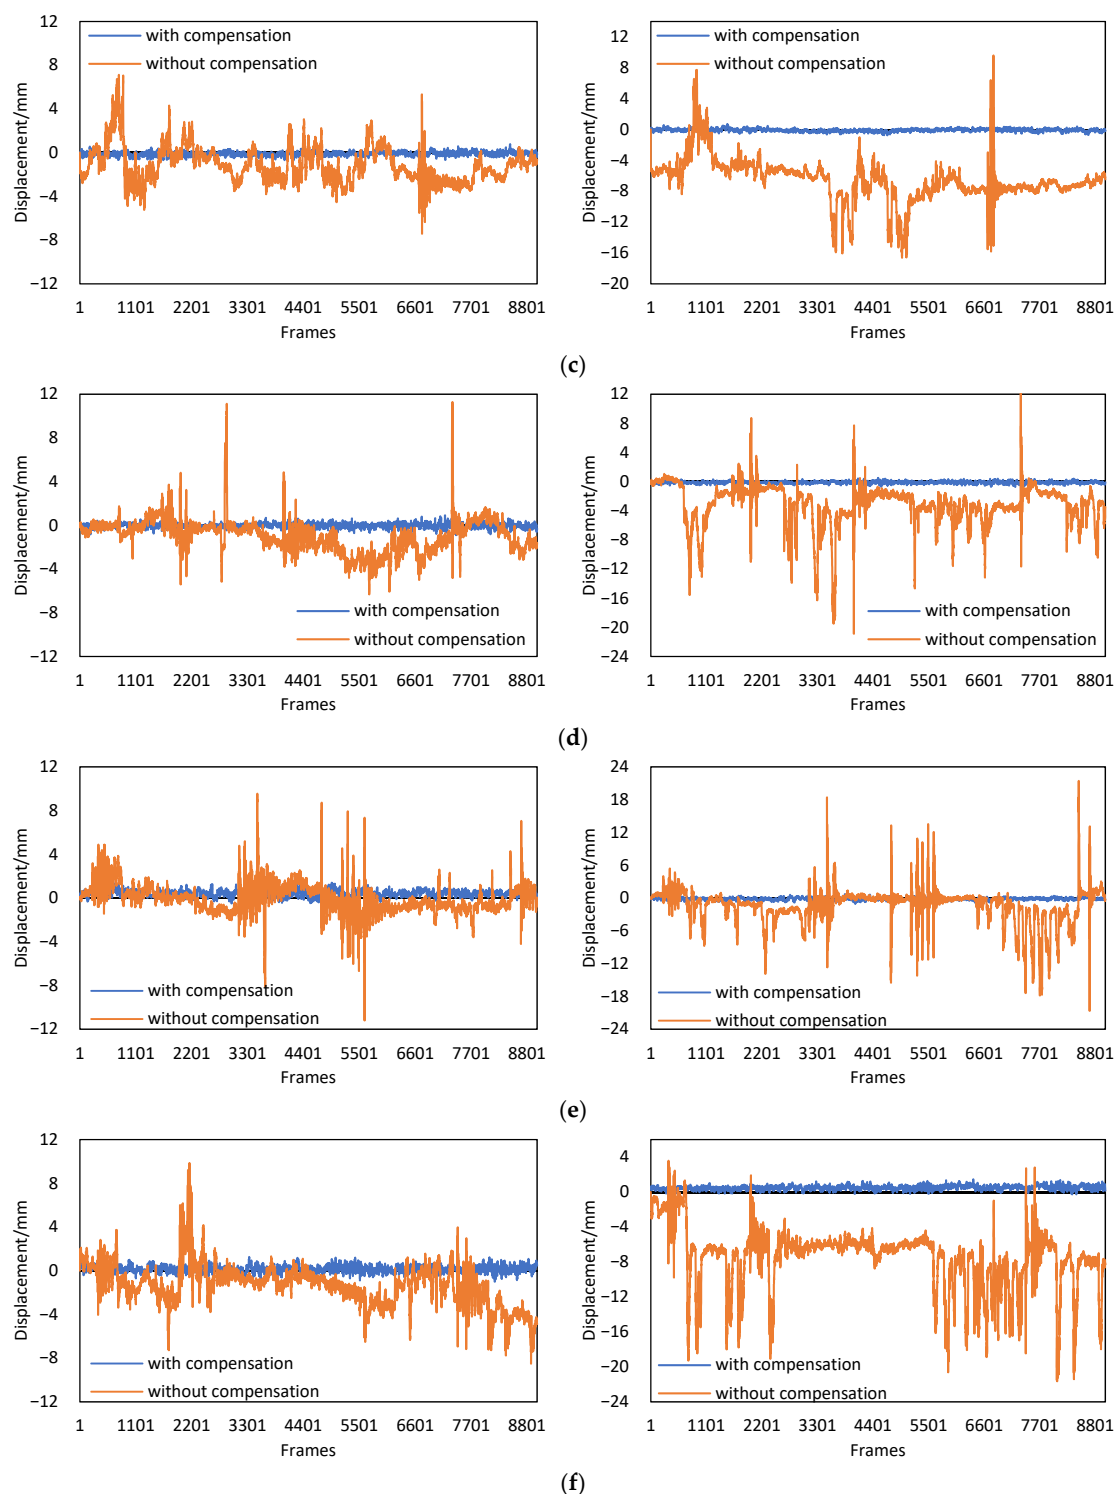 12
8
4
0
−4
−8
−12
Displacement/mm
with compensation
without compensation
1 1101 2201 3301 4401 5501 6601 7701 8801
Frames
12
8
4
0
−4
−8
−12
−16
−20
Displacement/mm
with compensation
without compensation
1 1101 2201 3301 4401 5501 6601 7701 8801
Frames
(c)
12
8
4
0
−4
−8
−12
Displacement/mm
with compensation
without compensation
1 1101 2201 3301 4401 5501 6601 7701 8801
Frames
12
8
4
0
−4
−8
−12
−16
−20
−24
Displacement/mm
with compensation
without compensation
1 1101 2201 3301 4401 5501 6601 7701 8801
Frames
(d)
12
8
4
0
−4
−8
−12
Displacement/mm
with compensation
without compensation
1 1101 2201 3301 4401 5501 6601 7701 8801
Frames
24
18
12
6
0
−6
−12
−18
−24
Displacement/mm
with compensation
without compensation
1 1101 2201 3301 4401 5501 6601 7701 8801
Frames
(e)
12
8
4
0
−4
−8
−12
Displacement/mm
with compensation
without compensation
1 1101 2201 3301 4401 5501 6601 7701 8801
Frames
4
0
−4
−8
−12
−16
−20
−24
Displacement/mm
with compensation
without compensation
1 1101 2201 3301 4401 5501 6601 7701 8801
Frames
(f)